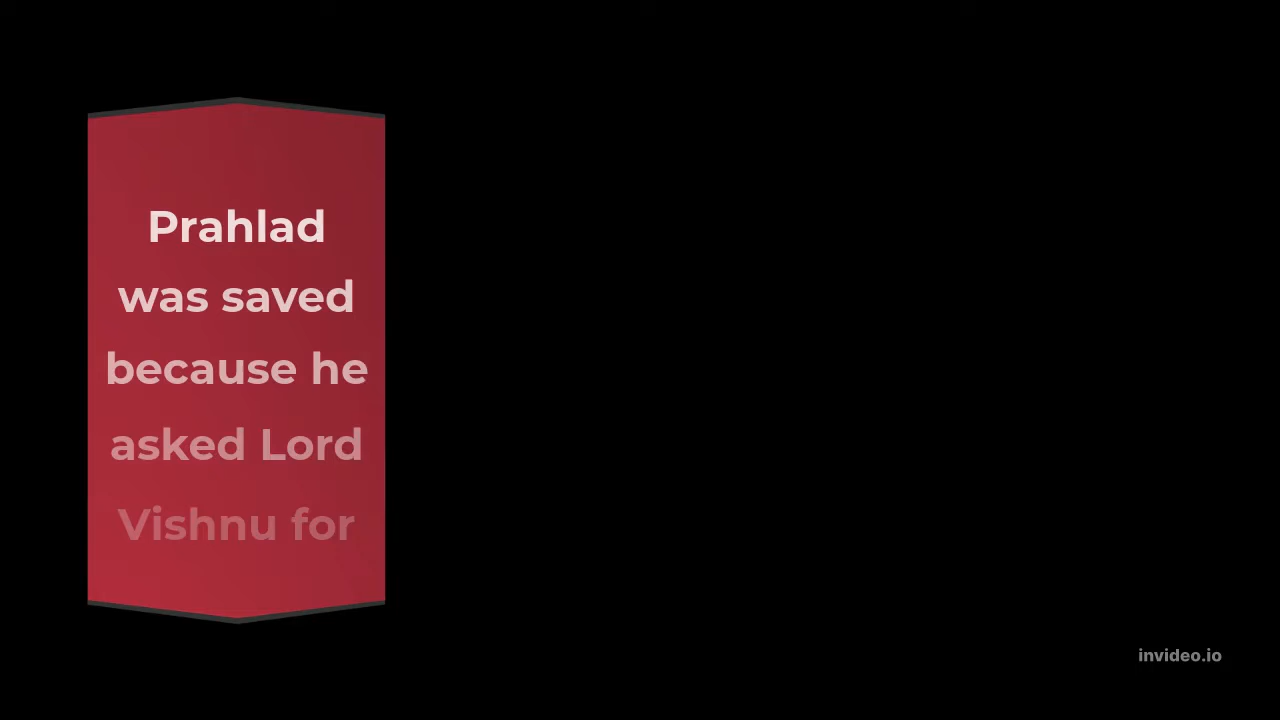 Prahlad
was saved
because he
asked Lord
Vishnu for
invideo.io